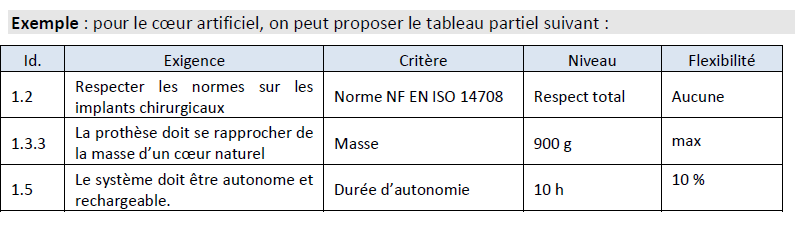 Exemple : pour le cœur artificiel, on peut proposer le tableau partiel suivant :
Id. Exigence Critère Niveau Flexibilité
1.2 Respecter les normes sur les implants chirurgicaux Norme NF EN ISO 14708 Respect total Aucune
1.3.3 La prothèse doit se rapprocher de la masse d’un cœur naturel Masse 900 g max
1.5 Le système doit être autonome et rechargeable. Durée d’autonomie 10 h 10 %